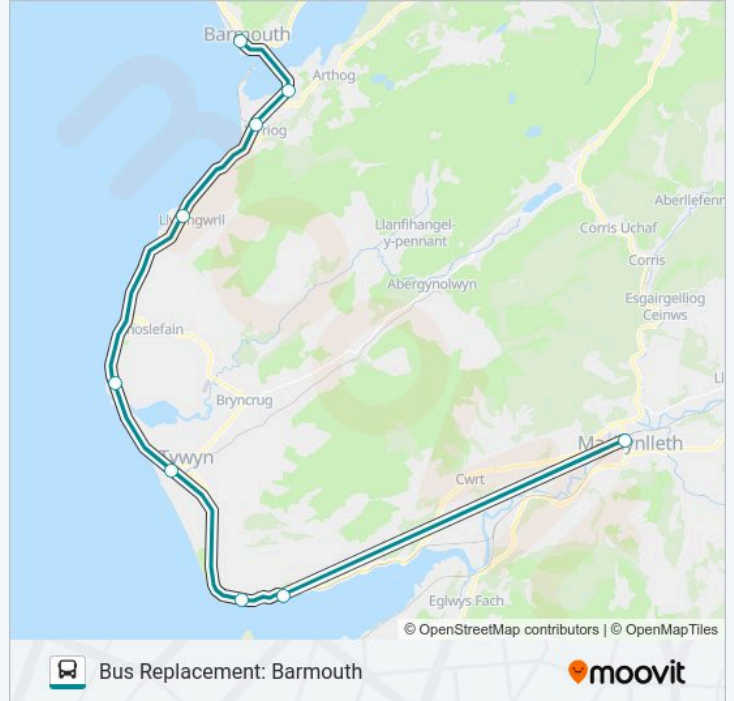 Barmouth
Arthog
Llanfihangel-
y-pennant
Abergynolwyn
Corris Uchaf
Corris
Esgairgeiliog
Ceinws
Bryncrug
Tywyn
Cwrt
Eglwys Fach
© OpenStreetMap contributors | © OpenMapTiles
Bus Replacement: Barmouth
moovit